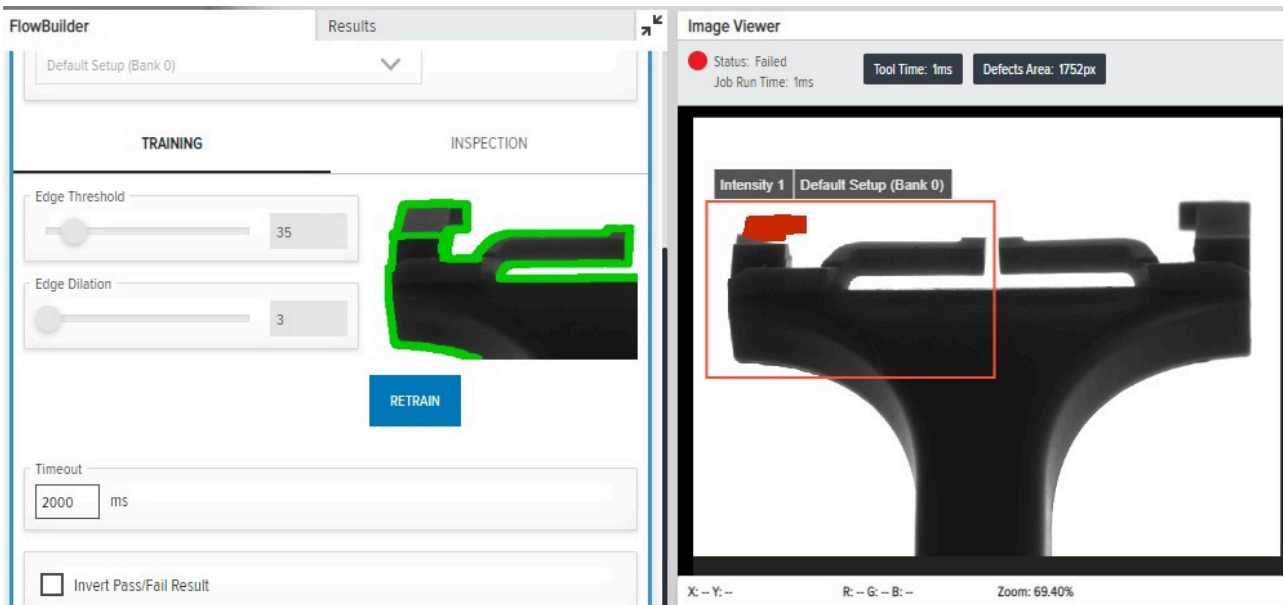 FlowBuilder
Results
Default Setup (Bank 0)
TRAINING
INSPECTION
Edge Threshold
35
Edge Dilation
3
RETRAIN
Timeout
2000 ms
Invert Pass/Fail Result
Image Viewer
Status: Failed
Job Run Time: 1ms
Tool Time: 1ms
Defects Area: 1752px
Intensity 1 Default Setup (Bank 0)
X: -- Y: --
R: -- G: -- B: --
Zoom: 69.40%